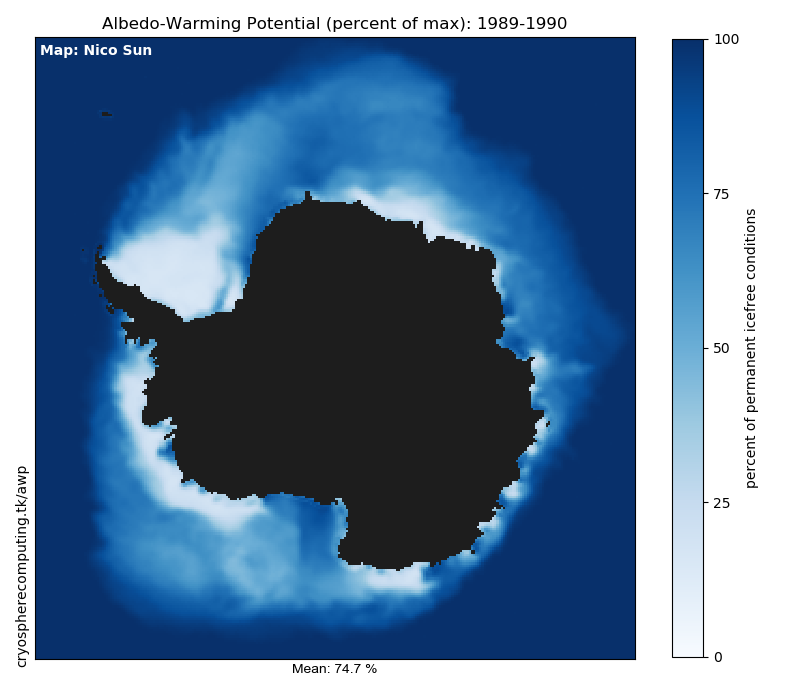 Albedo-Warming Potential (percent of max): 1989-1990
Map: Nico Sun
100
75
50
25
0
percent of permanent icefree conditions
cryospherecomputing.tk/awp
Mean: 74.7 %